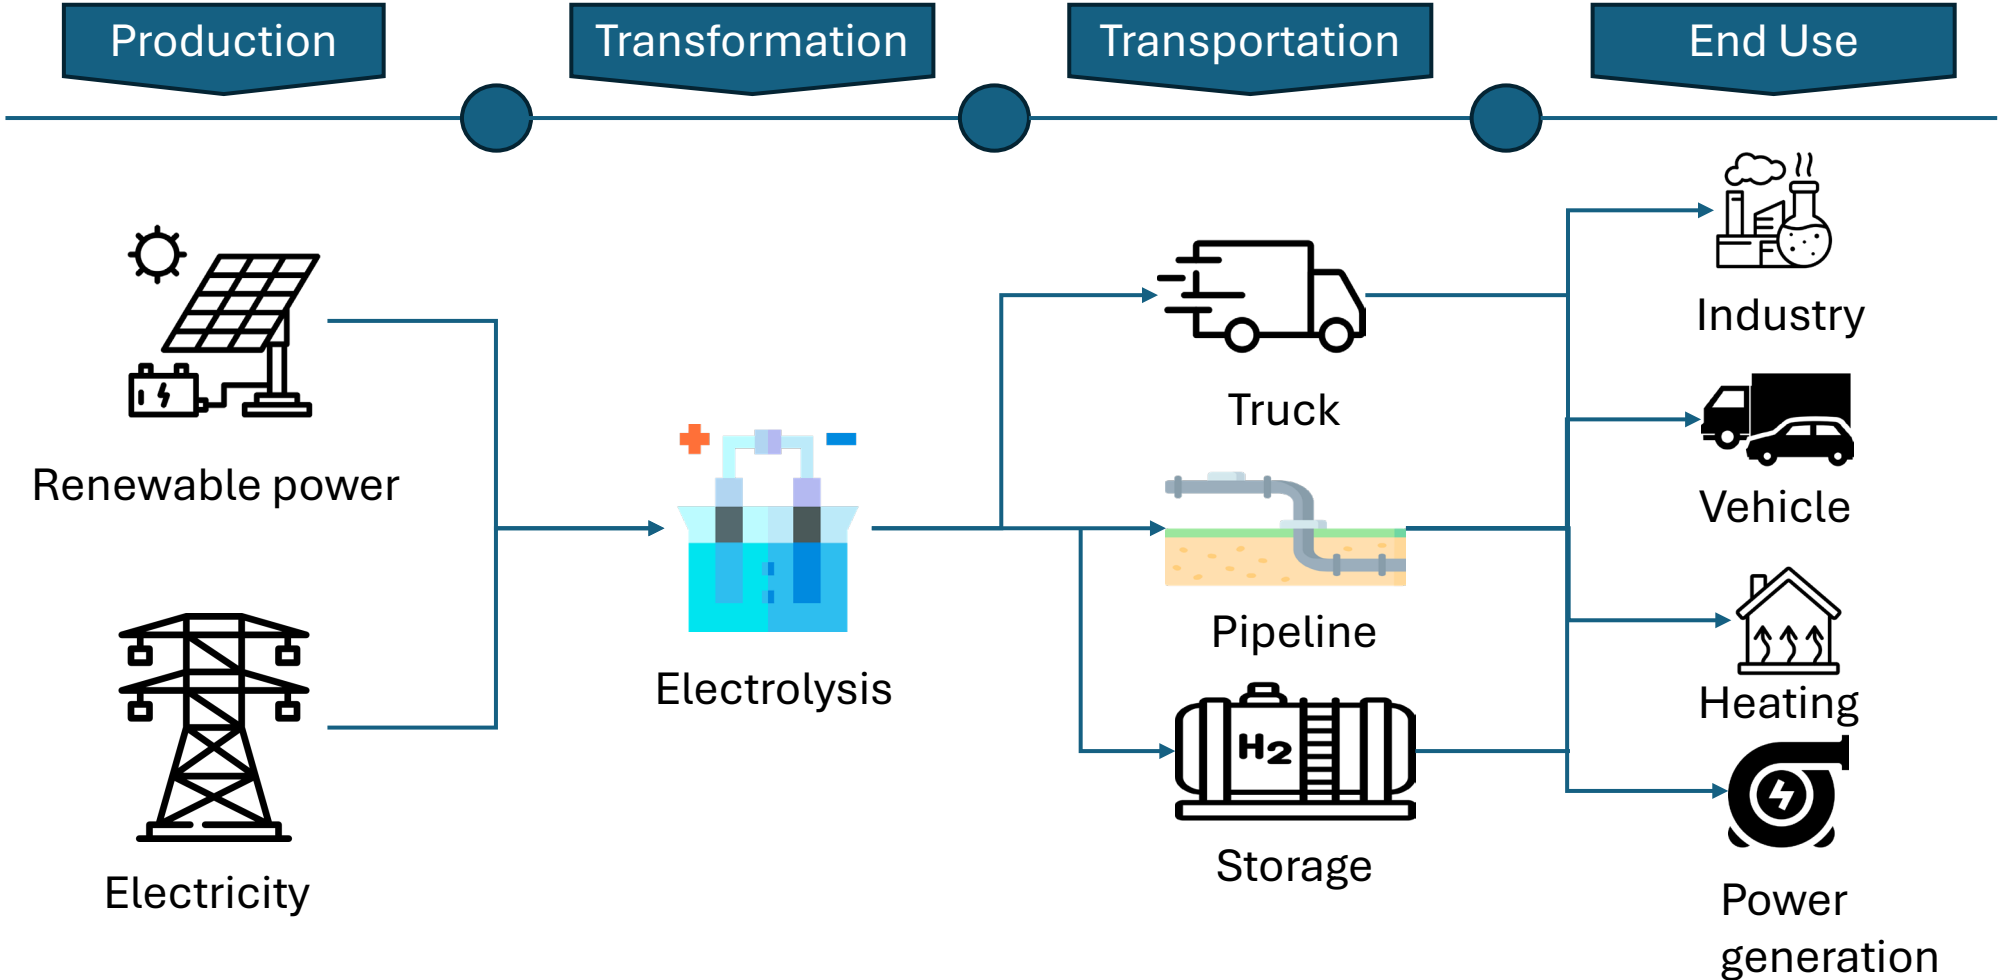 Production
Transformation
Transportation
End Use
Renewable power
Electricity
Electrolysis
Truck
Pipeline
H2
Storage
Industry
Vehicle
Heating
Power
generation